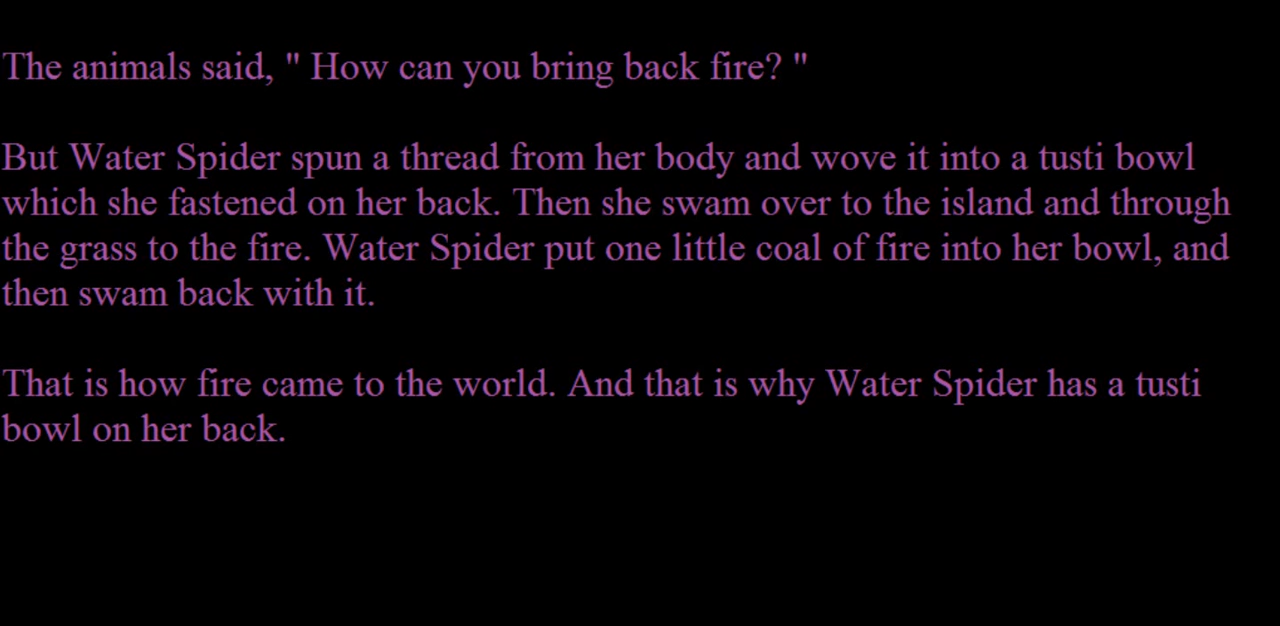 The animals said, " How can you bring back fire? "
But Water Spider spun a thread from her body and wove it into a tusti bowl
which she fastened on her back. Then she swam over to the island and through
the grass to the fire. Water Spider put one little coal of fire into her bowl, and
then swam back with it.
That is how fire came to the world. And that is why Water Spider has a tusti
bowl on her back.